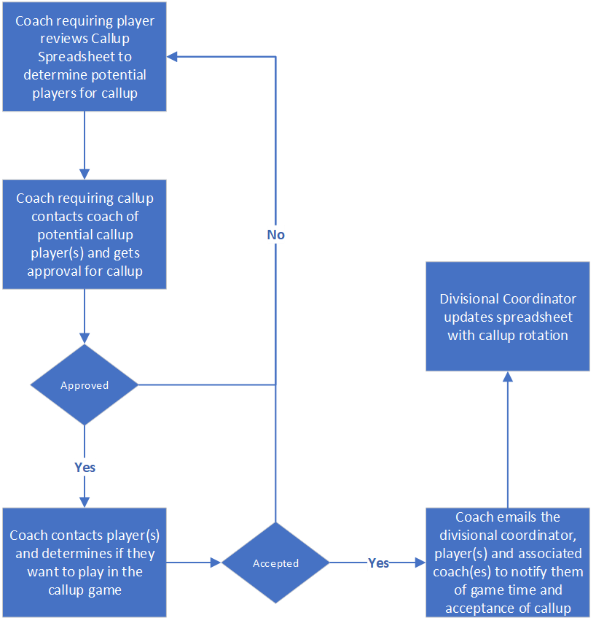 Coach requiring player
reviews Callup
Spreadsheet to
determine potential
players for callup
Coach requiring callup
contacts coach of
potential callup
player(s) and gets
approval for callup
No
Approved
Yes
Coach contacts player(s)
and determines if they
want to play in the
callup game
Accepted
Yes
Coach emails the
divisional coordinator,
player(s) and associated
coach(es) to notify them
of game time and
acceptance of callup
Divisional Coordinator
updates spreadsheet
with callup rotation